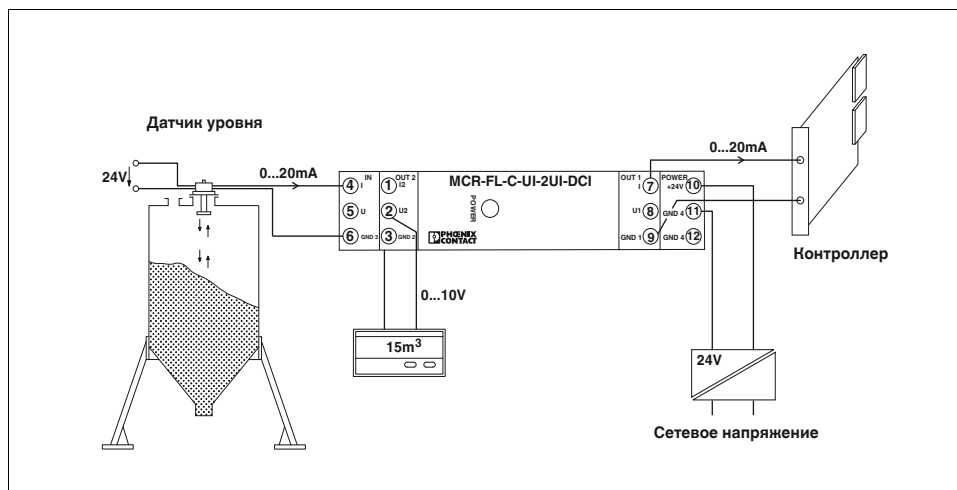 Датчик уровня
24V
0...20mA
4 I IN
5 U
6 GND 3
1 OUT 2 I2
2 U2
3 GND 2
MCR-FL-C-UI-2UI-DCI
POWER
PHŒNIX CONTACT
OUT 1
I 7
U1 8
GND 1 9
POWER
+24V 10
GND 4 11
GND 4 12
0...20mA
Контроллер
0...10V
15m³
24V
Сетевое напряжение